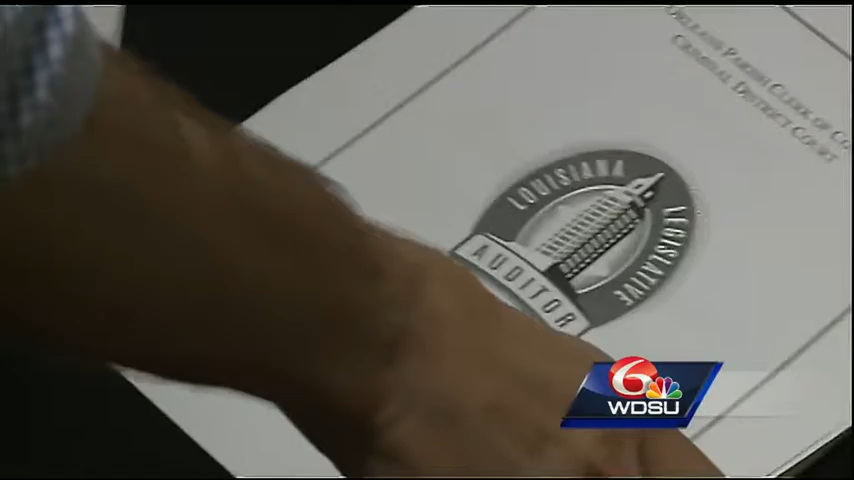 ORLEANS PARISH CLERK OF
CRIMINAL DISTRICT COURT
LOUISIANA
LEGISLATIVE
AUDITOR
6
WDSU